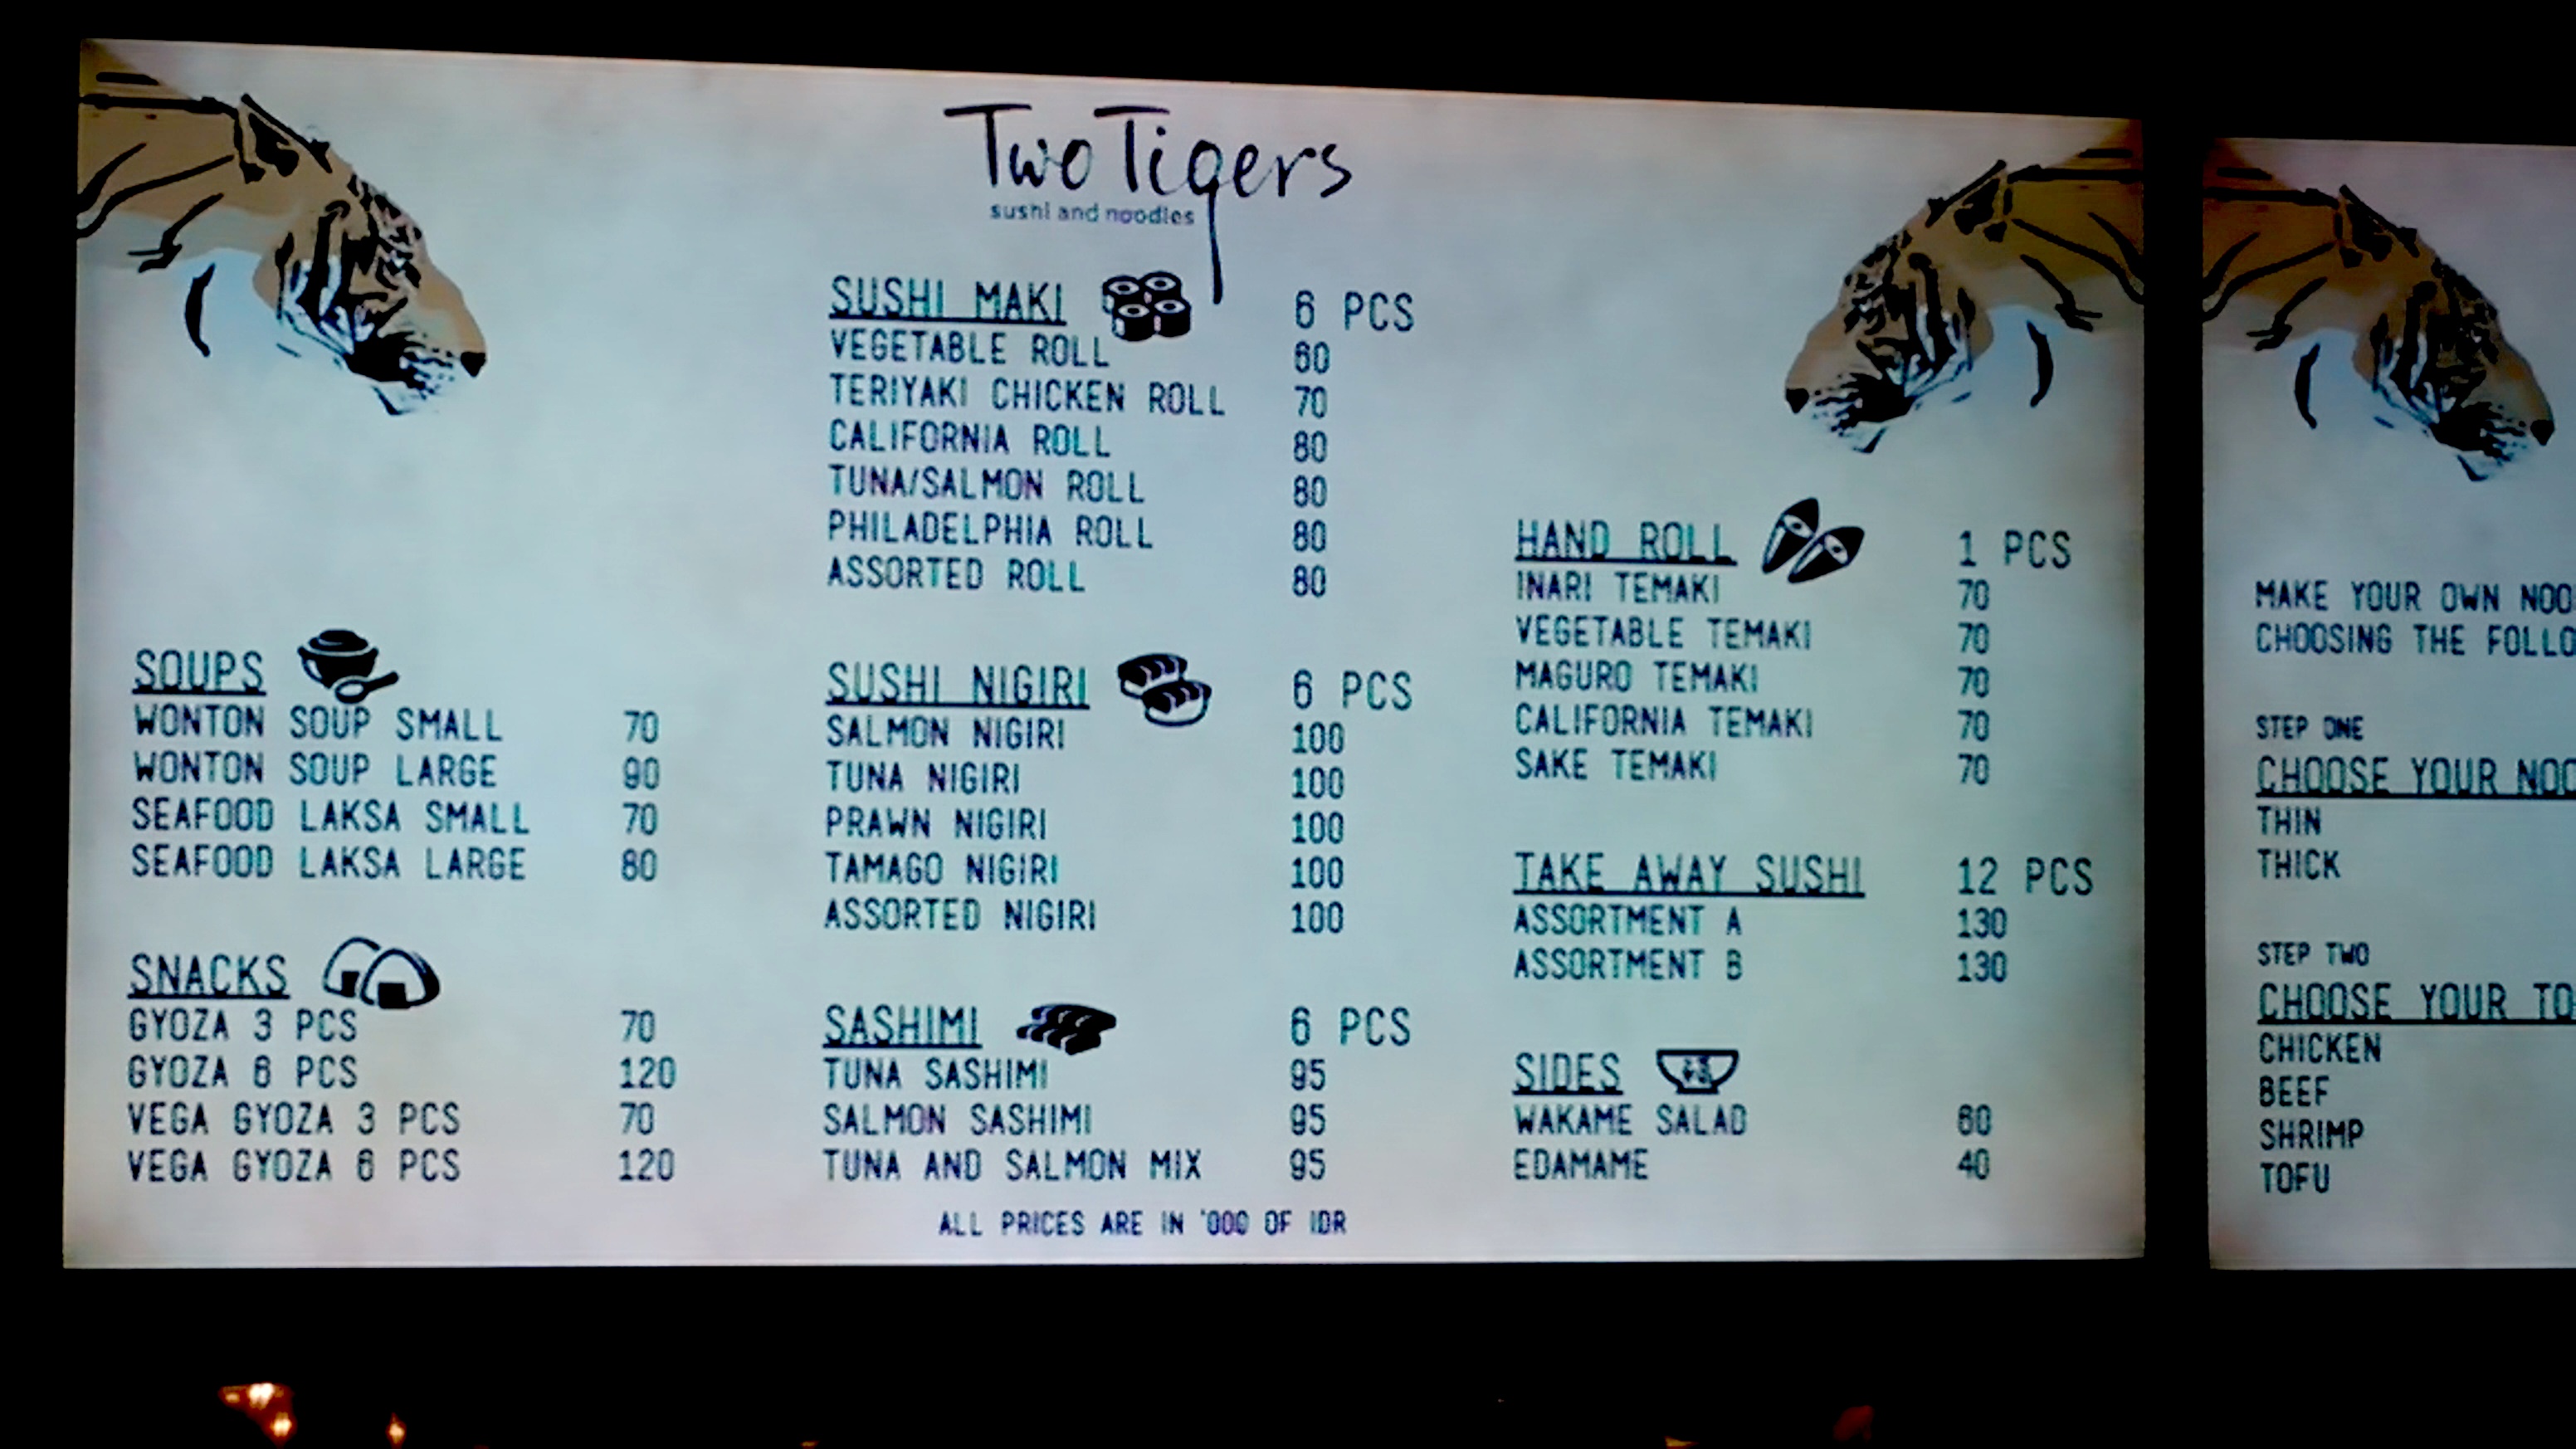 Two Tigers
sushi and noodles
SOUPS
WONTON SOUP SMALL 70
WONTON SOUP LARGE 90
SEAFOOD LAKSA SMALL 70
SEAFOOD LAKSA LARGE 80
SNACKS
GYOZA 3 PCS 70
GYOZA 6 PCS 120
VEGA GYOZA 3 PCS 70
VEGA GYOZA 6 PCS 120
SUSHI MAKI 6 PCS
VEGETABLE ROLL 60
TERIYAKI CHICKEN ROLL 70
CALIFORNIA ROLL 80
TUNA/SALMON ROLL 80
PHILADELPHIA ROLL 80
ASSORTED ROLL 80
SUSHI NIGIRI 6 PCS
SALMON NIGIRI 100
TUNA NIGIRI 100
PRAWN NIGIRI 100
TAMAGO NIGIRI 100
ASSORTED NIGIRI 100
SASHIMI 6 PCS
TUNA SASHIMI 95
SALMON SASHIMI 95
TUNA AND SALMON MIX 95
HAND ROLL 1 PCS
INARI TEMAKI 70
VEGETABLE TEMAKI 70
MAGURO TEMAKI 70
CALIFORNIA TEMAKI 70
SAKE TEMAKI 70
TAKE AWAY SUSHI 12 PCS
ASSORTMENT A 130
ASSORTMENT B 130
SIDES
WAKAME SALAD 60
EDAMAME 40
ALL PRICES ARE IN '000 OF IDR
MAKE YOUR OWN NOO
CHOOSING THE FOLLO
STEP ONE
CHOOSE YOUR NOO
THIN
THICK
STEP TWO
CHOOSE YOUR TO
CHICKEN
BEEF
SHRIMP
TOFU